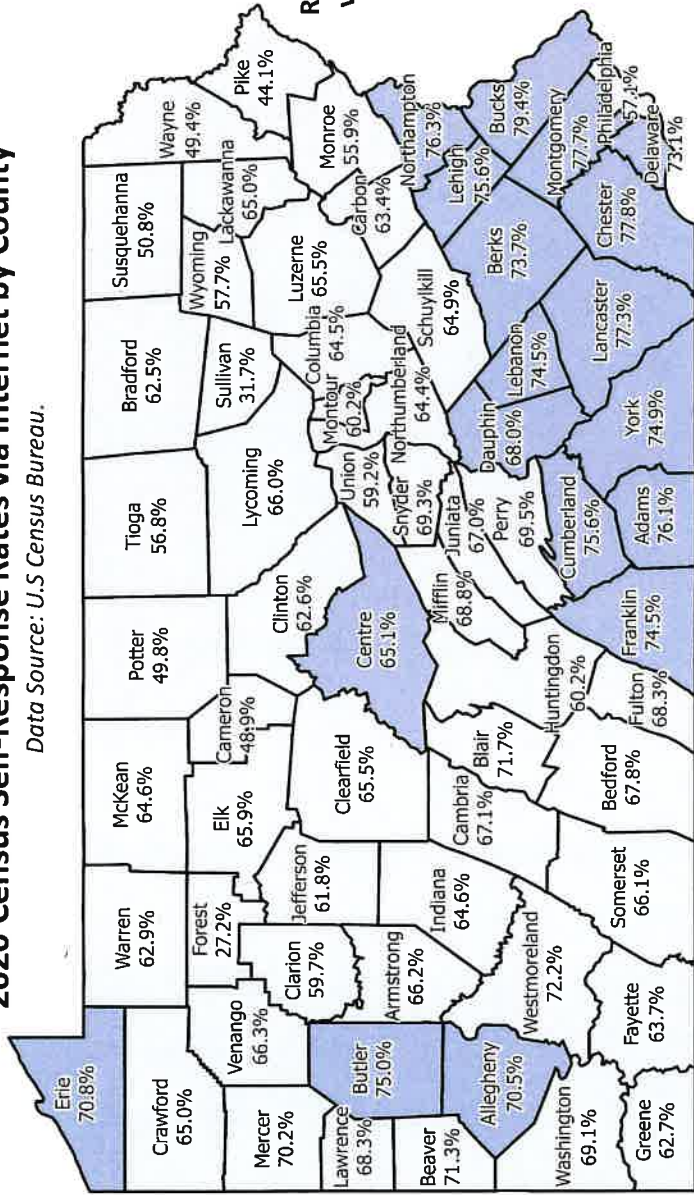 2020 Census Self-Response Rates via Internet by County
Data Source: U.S Census Bureau.
R
v
Erie
70.8%
Crawford
65.0%
Warren
62.9%
McKean
64.6%
Potter
49.8%
Tioga
56.8%
Bradford
62.5%
Susquehanna
50.8%
Wayne
49.4%
Pike
44.1%
Mercer
70.2%
Venango
66.3%
Forest
27.2%
Elk
65.9%
Cameron
48.9%
Clinton
62.6%
Lycoming
66.0%
Sullivan
31.7%
Wyoming
57.7%
Lackawanna
65.0%
Luzerne
65.5%
Monroe
55.9%
Lawrence
68.3%
Butler
75.0%
Clarion
59.7%
Jefferson
61.8%
Clearfield
65.5%
Centre
65.1%
Union
59.2%
Montour
60.2%
Columbia
64.5%
Carbon
63.4%
Northampton
76.3%
Beaver
71.3%
Allegheny
70.5%
Armstrong
66.2%
Indiana
64.6%
Cambria
67.1%
Blair
71.7%
Huntingdon
60.2%
Mifflin
68.8%
Snyder
69.3%
Juniata
67.0%
Northumberland
64.4%
Schuylkill
64.9%
Lehigh
75.6%
Bucks
79.4%
Perry
69.5%
Dauphin
68.0%
Lebanon
74.5%
Berks
73.7%
Montgomery
77.7%
Philadelphia
57.1%
Washington
69.1%
Westmoreland
72.2%
Somerset
66.1%
Bedford
67.8%
Fulton
68.3%
Franklin
74.5%
Cumberland
75.6%
Adams
76.1%
York
74.9%
Lancaster
77.3%
Chester
77.8%
Delaware
73.1%
Greene
62.7%
Fayette
63.7%